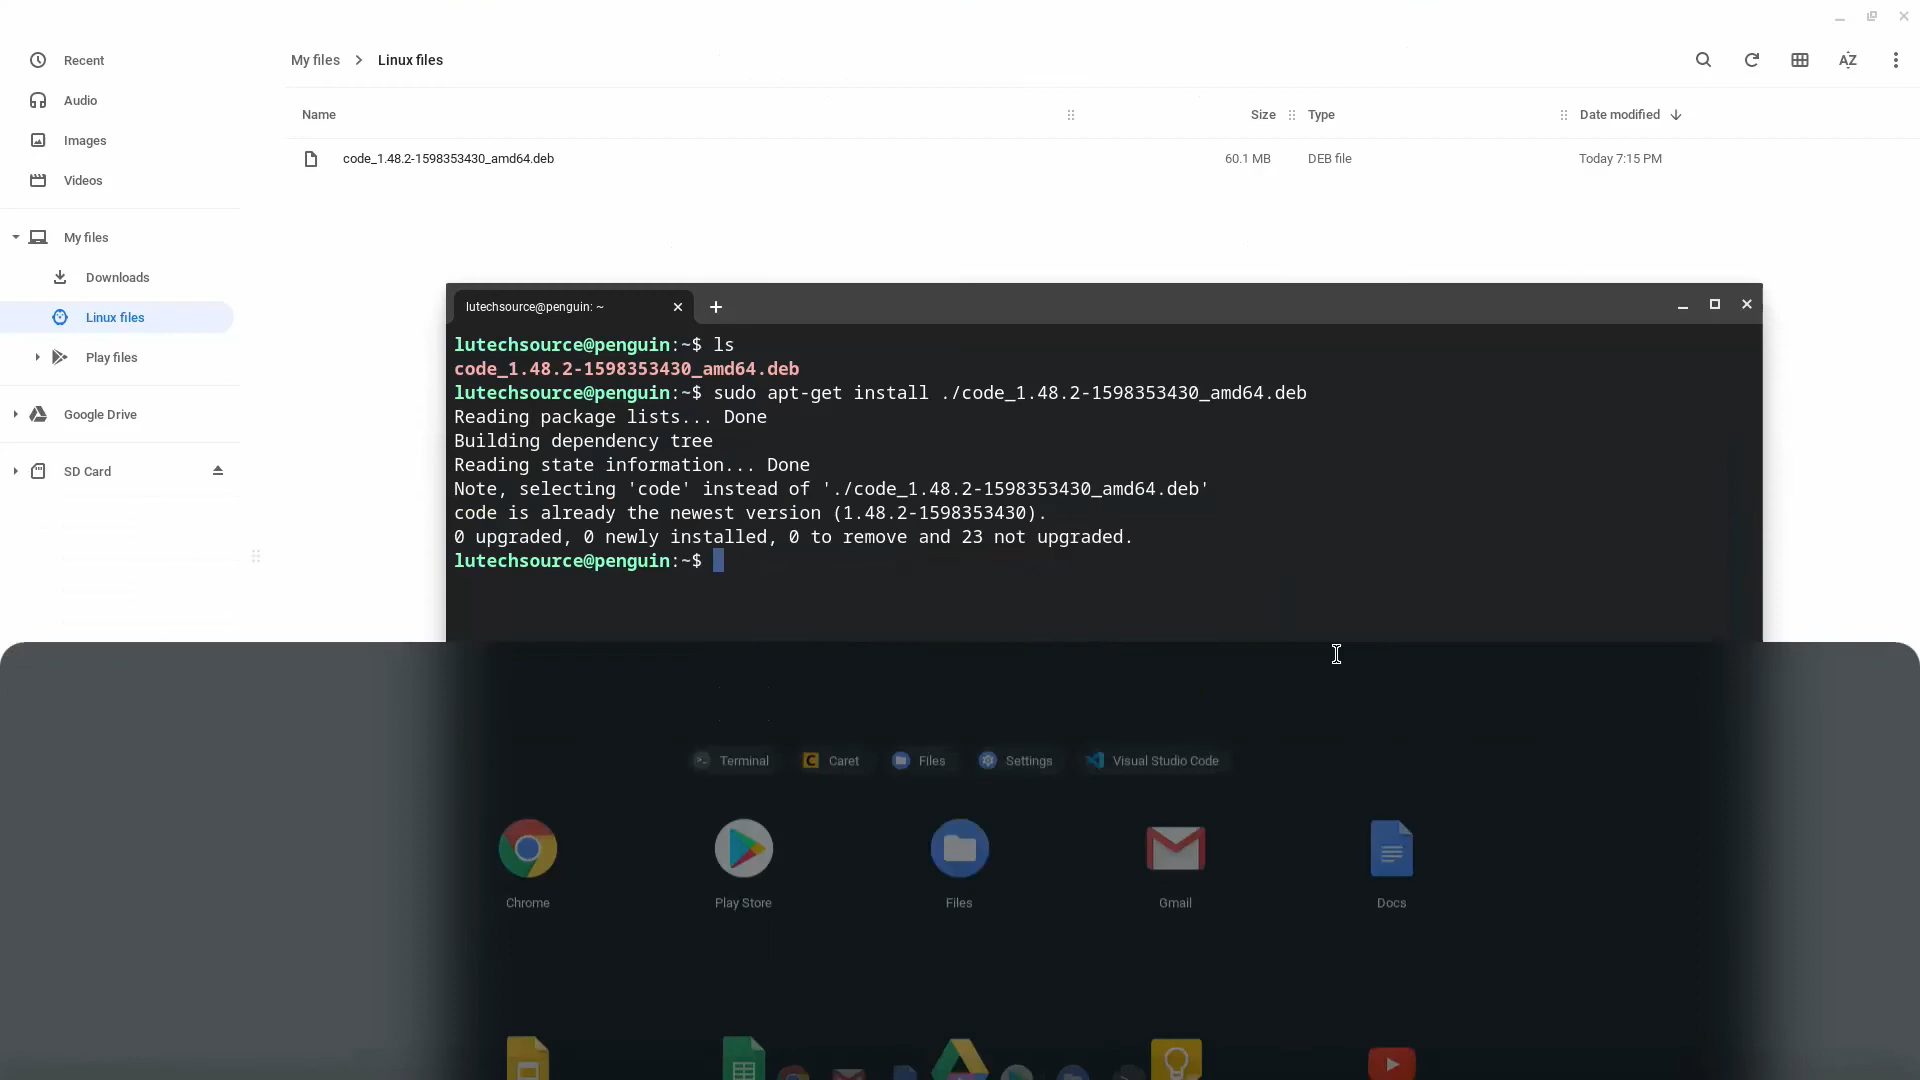 Recent
Audio
Images
Videos
My files
Downloads
Linux files
Play files
Google Drive
SD Card
My files > Linux files
AZ
Name Size Type Date modified
code_1.48.2-1598353430_amd64.deb 60.1 MB DEB file Today 7:15 PM
lutechsource@penguin: ~
lutechsource@penguin:~$ ls
code_1.48.2-1598353430_amd64.deb
lutechsource@penguin:~$ sudo apt-get install ./code_1.48.2-1598353430_amd64.deb
Reading package lists... Done
Building dependency tree
Reading state information... Done
Note, selecting 'code' instead of './code_1.48.2-1598353430_amd64.deb'
code is already the newest version (1.48.2-1598353430).
0 upgraded, 0 newly installed, 0 to remove and 23 not upgraded.
lutechsource@penguin:~$
Terminal Caret Files Settings Visual Studio Code
Chrome Play Store Files Gmail Docs